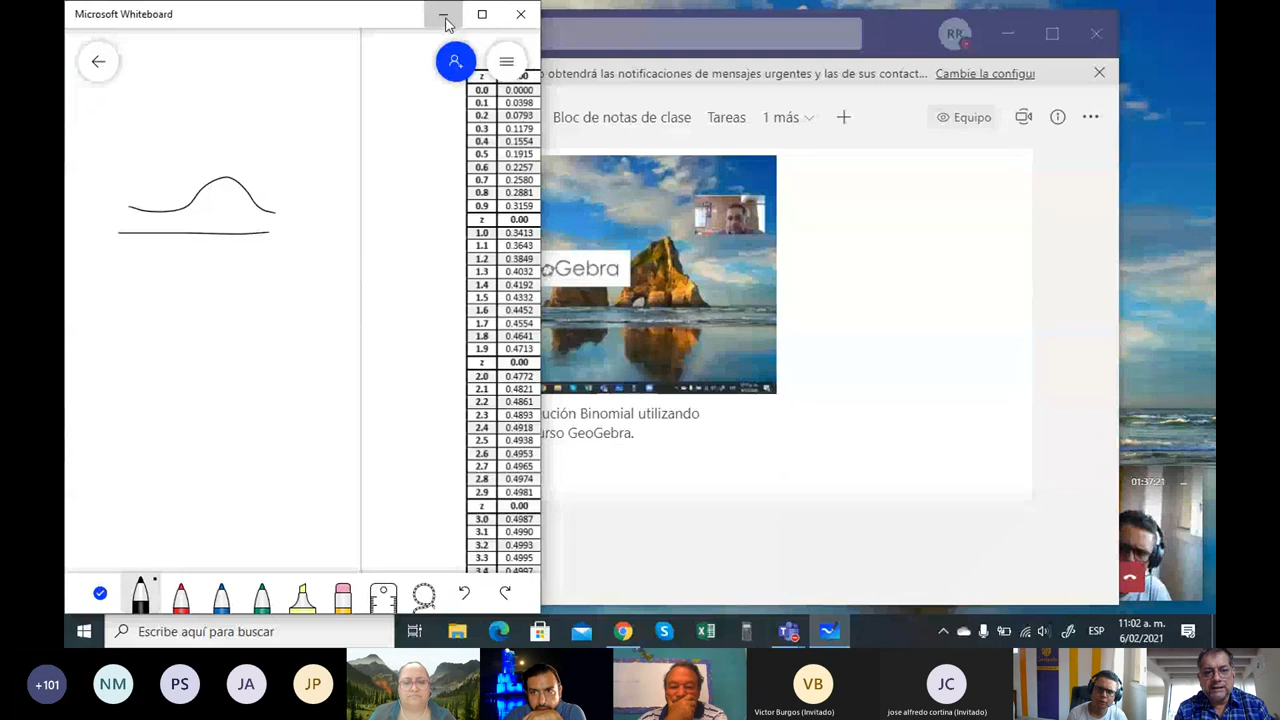 Microsoft Whiteboard
RR
o obtendrá las notificaciones de mensajes urgentes y las de sus contact... Cambie la configur
Bloc de notas de clase Tareas 1 más Equipo
z
0.0 0.0000
0.1 0.0398
0.2 0.0793
0.3 0.1179
0.4 0.1554
0.5 0.1915
0.6 0.2257
0.7 0.2580
0.8 0.2881
0.9 0.3159
z 0.00
1.0 0.3413
1.1 0.3643
1.2 0.3849
1.3 0.4032
1.4 0.4192
1.5 0.4332
1.6 0.4452
1.7 0.4554
1.8 0.4641
1.9 0.4713
z 0.00
2.0 0.4772
2.1 0.4821
2.2 0.4861
2.3 0.4893
2.4 0.4918
2.5 0.4938
2.6 0.4953
2.7 0.4965
2.8 0.4974
2.9 0.4981
z 0.00
3.0 0.4987
3.1 0.4990
3.2 0.4993
3.3 0.4995
3.4 0.4997
oGebra
ución Binomial utilizando
urso GeoGebra.
01:37:21
Escribe aquí para buscar
ESP
11:02 a. m.
6/02/2021
+101 NM PS JA JP VB JC
Victor Burgos (Invitado) jose alfredo cortina (Invitado)